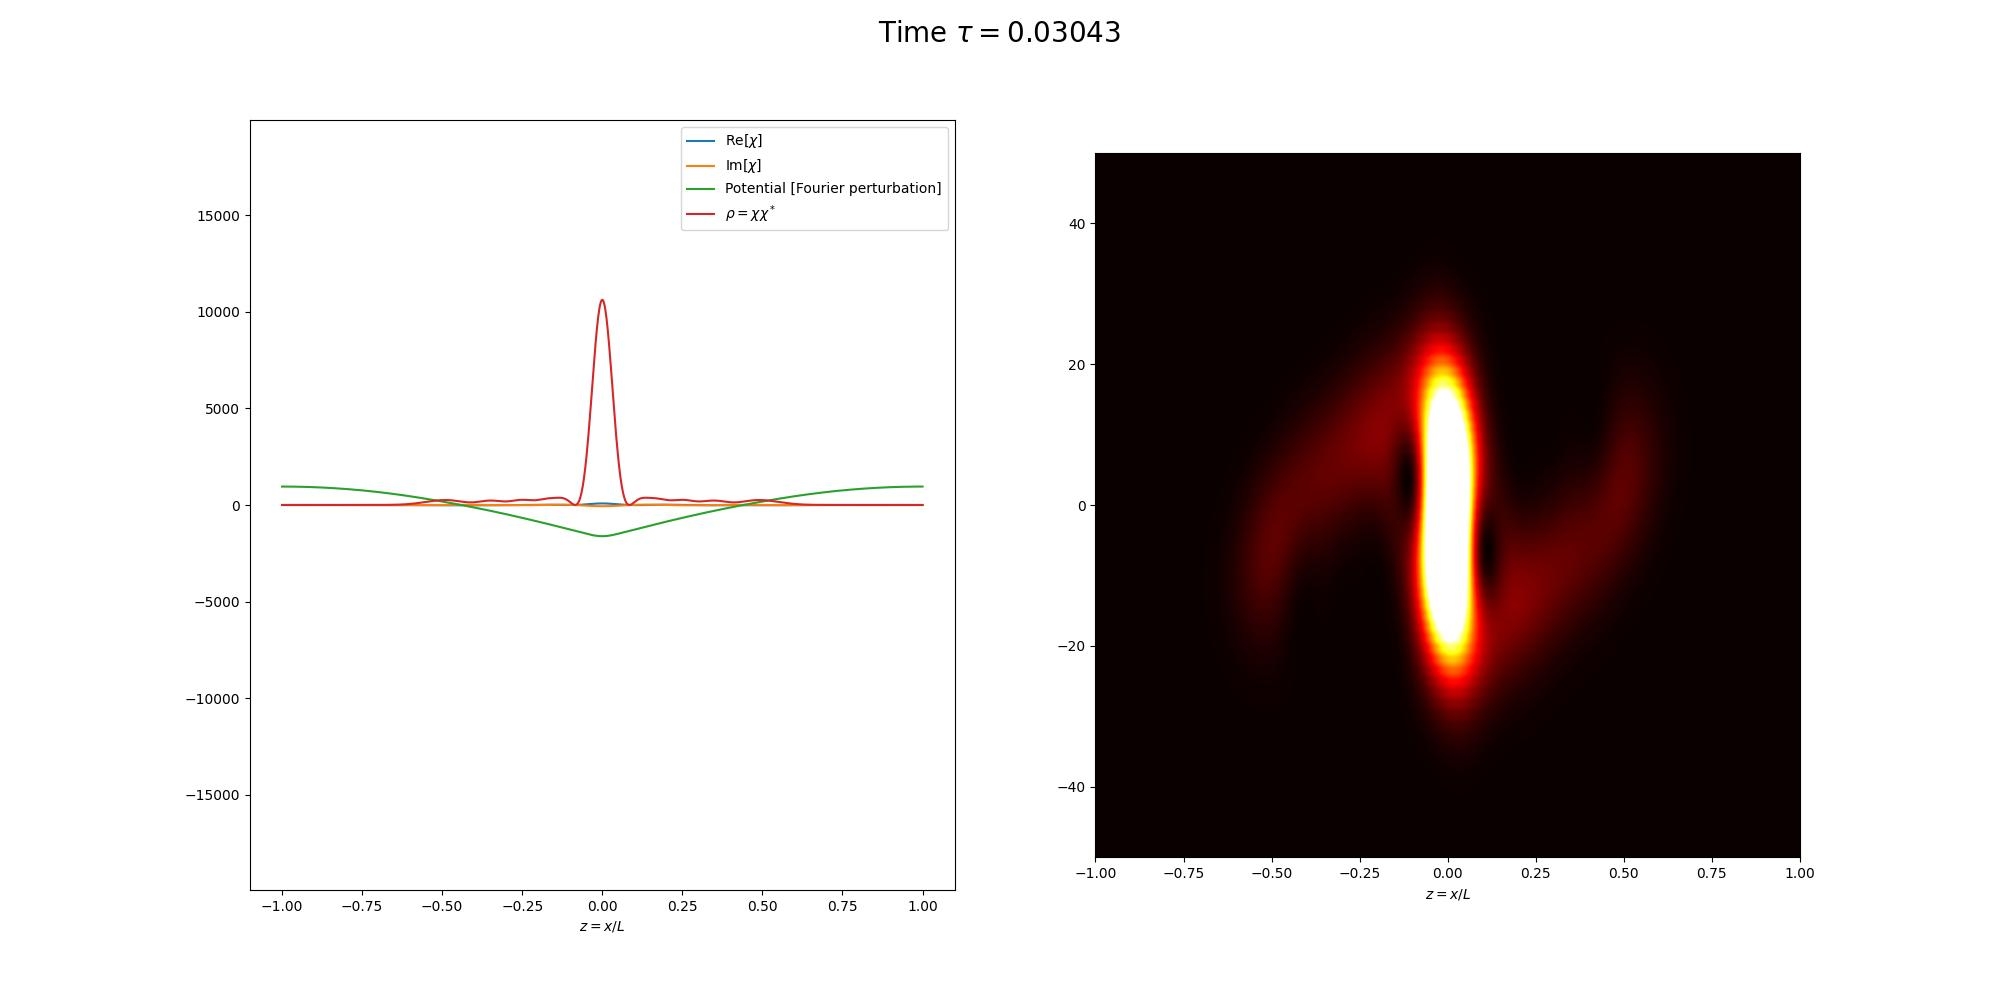 Time τ = 0.03043
Re[χ]
Im[χ]
Potential [Fourier perturbation]
ρ = χχ*
15000
10000
5000
0
−5000
−10000
−15000
−1.00 −0.75 −0.50 −0.25 0.00 0.25 0.50 0.75 1.00
z = x/L
40
20
0
−20
−40
−1.00 −0.75 −0.50 −0.25 0.00 0.25 0.50 0.75 1.00
z = x/L